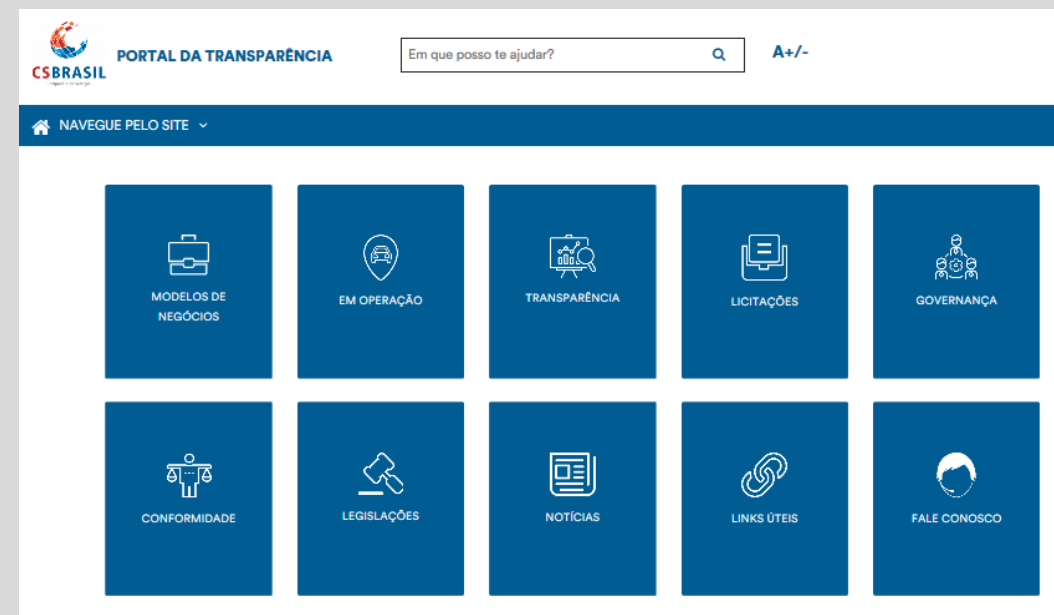 CSBRASIL
PORTAL DA TRANSPARÊNCIA
Em que posso te ajudar?
A+/-
NAVEGUE PELO SITE
MODELOS DE
NEGÓCIOS
EM OPERAÇÃO
TRANSPARÊNCIA
LICITAÇÕES
GOVERNANÇA
CONFORMIDADE
LEGISLAÇÕES
NOTÍCIAS
LINKS ÚTEIS
FALE CONOSCO